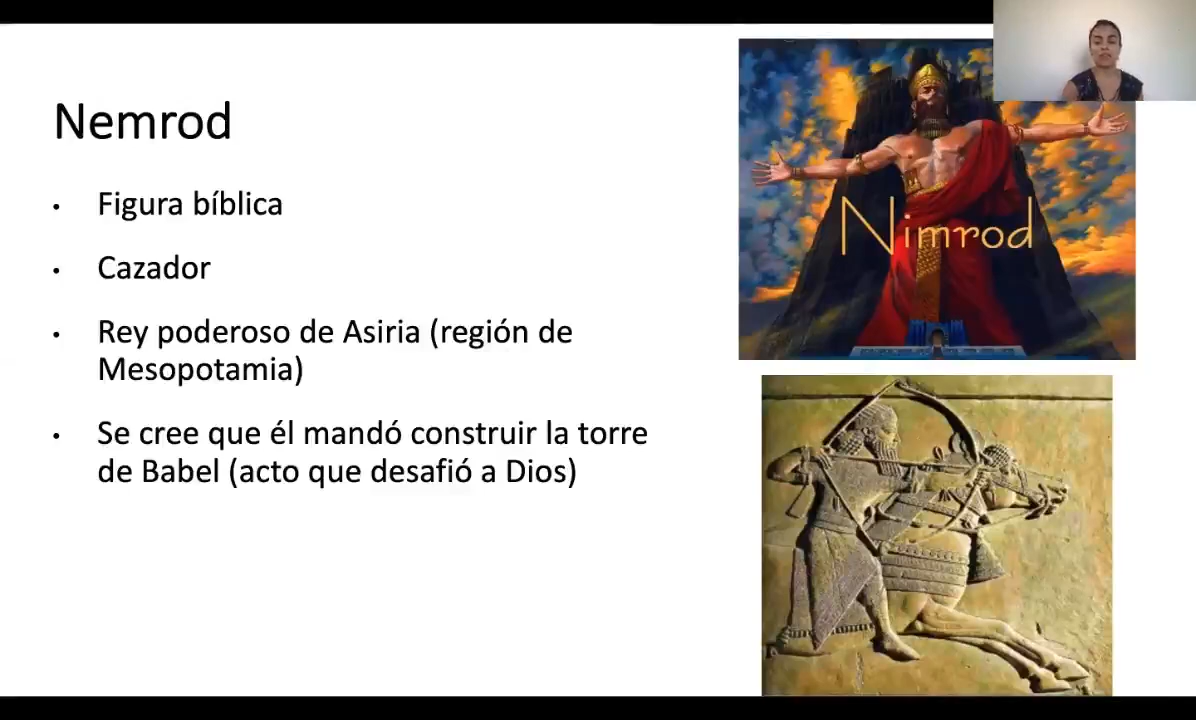 Nemrod
• Figura bíblica
• Cazador
• Rey poderoso de Asiria (región de
Mesopotamia)
• Se cree que él mandó construir la torre
de Babel (acto que desafió a Dios)
Nimrod